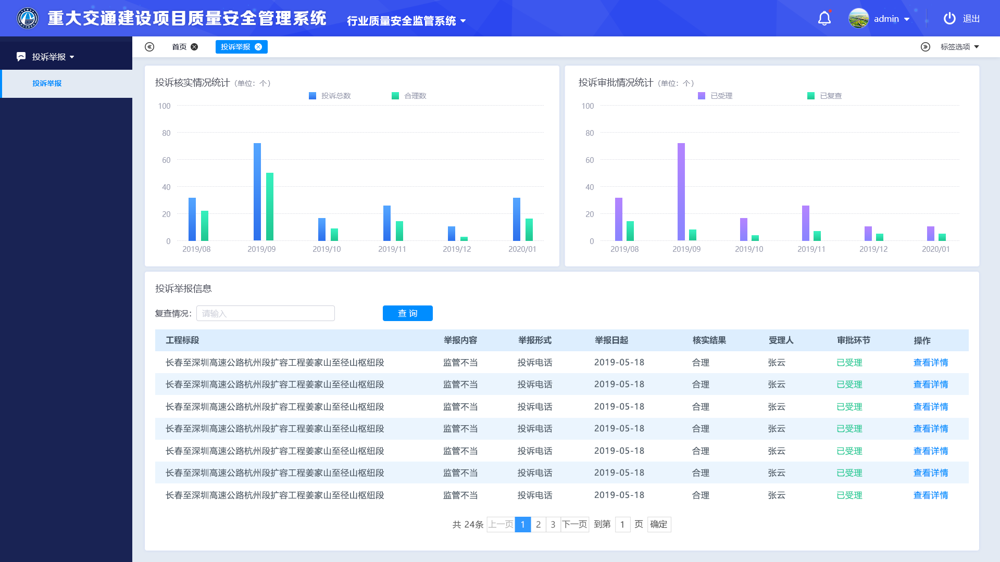 重大交通建设项目质量安全管理系统 行业质量安全监管系统 admin 退出
投诉举报
投诉举报
首页 投诉举报 标签选项
投诉核实情况统计（单位：个）
投诉总数 合理数
100
80
60
40
20
0
2019/08 2019/09 2019/10 2019/11 2019/12 2020/01
投诉审批情况统计（单位：个）
已受理 已复查
100
80
60
40
20
0
2019/08 2019/09 2019/10 2019/11 2019/12 2020/01
投诉举报信息
复查情况： 请输入 查 询
工程标段 举报内容 举报形式 举报日起 核实结果 受理人 审批环节 操作
长春至深圳高速公路杭州段扩容工程姜家山至径山枢纽段 监管不当 投诉电话 2019-05-18 合理 张云 已受理 查看详情
长春至深圳高速公路杭州段扩容工程姜家山至径山枢纽段 监管不当 投诉电话 2019-05-18 合理 张云 已受理 查看详情
长春至深圳高速公路杭州段扩容工程姜家山至径山枢纽段 监管不当 投诉电话 2019-05-18 合理 张云 已受理 查看详情
长春至深圳高速公路杭州段扩容工程姜家山至径山枢纽段 监管不当 投诉电话 2019-05-18 合理 张云 已受理 查看详情
长春至深圳高速公路杭州段扩容工程姜家山至径山枢纽段 监管不当 投诉电话 2019-05-18 合理 张云 已受理 查看详情
长春至深圳高速公路杭州段扩容工程姜家山至径山枢纽段 监管不当 投诉电话 2019-05-18 合理 张云 已受理 查看详情
长春至深圳高速公路杭州段扩容工程姜家山至径山枢纽段 监管不当 投诉电话 2019-05-18 合理 张云 已受理 查看详情
共 24条 上一页 1 2 3 下一页 到第 1 页 确定